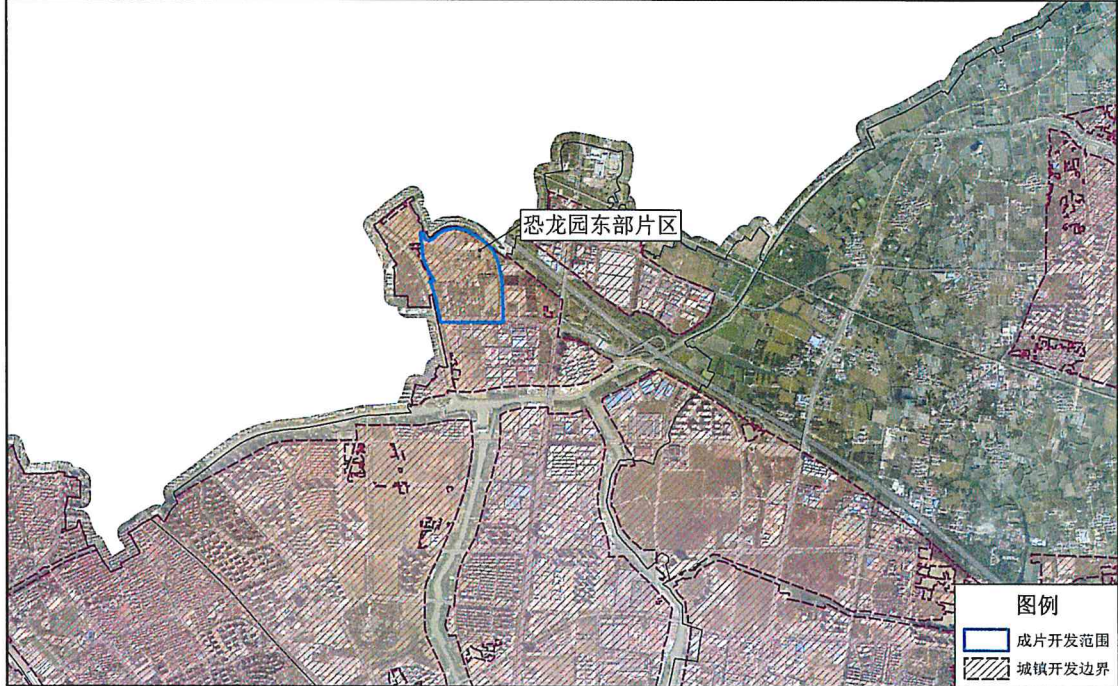 恐龙园东部片区
图例
成片开发范围
城镇开发边界